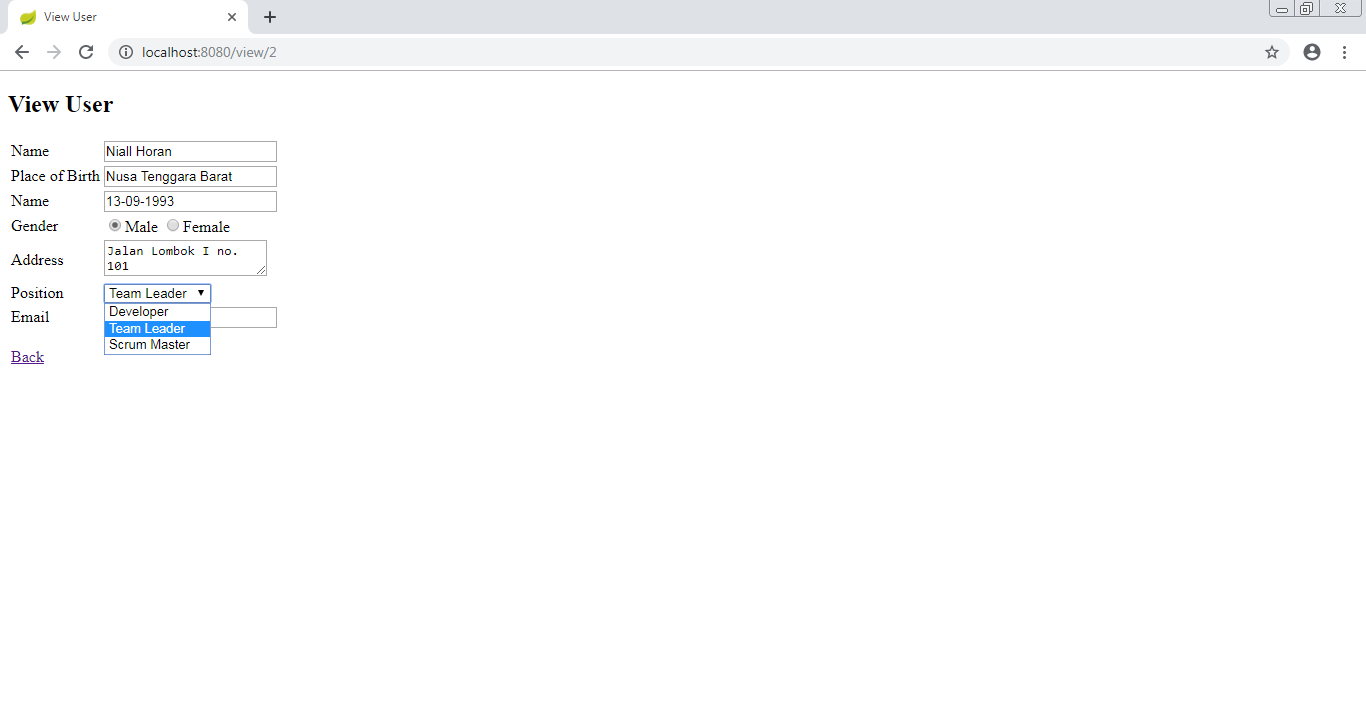 View User
localhost:8080/view/2
View User
Name Niall Horan
Place of Birth Nusa Tenggara Barat
Name 13-09-1993
Gender Male Female
Address Jalan Lombok I no.
101
Position Team Leader
Developer
Email
Team Leader
Scrum Master
Back